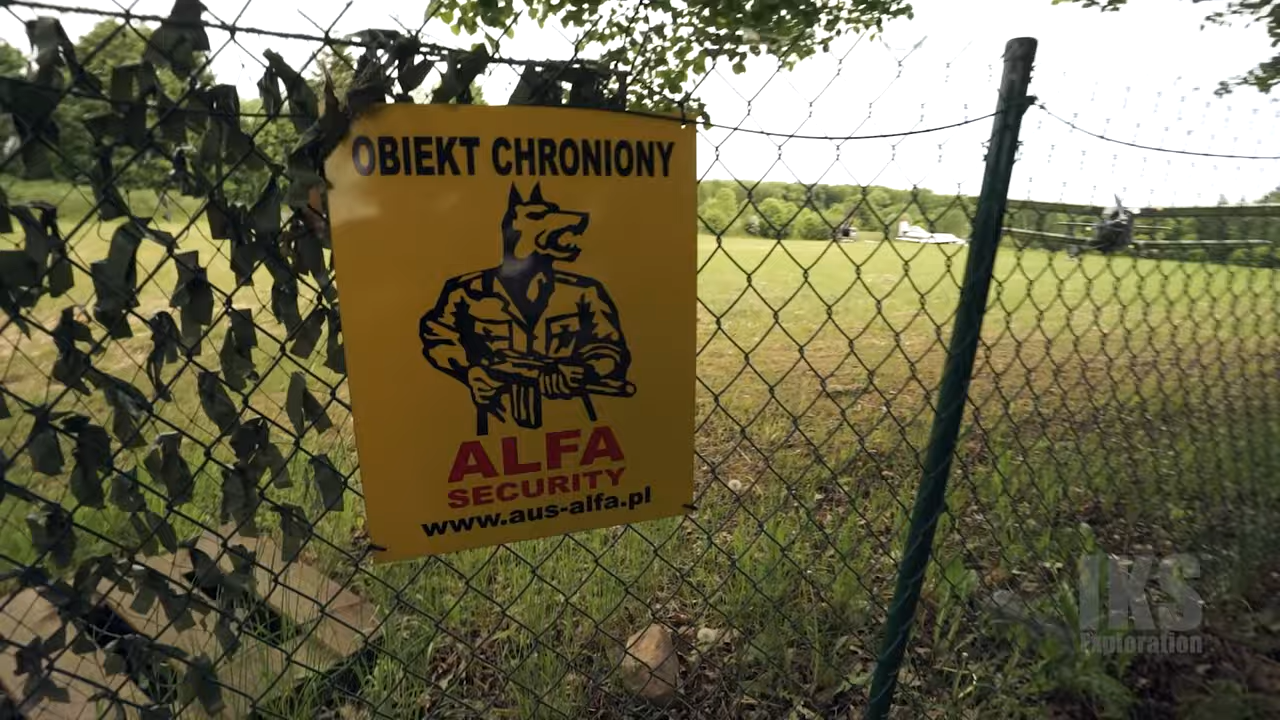 OBIEKT CHRONIONY
ALFA
SECURITY
www.aus-alfa.pl
IKS
Exploration